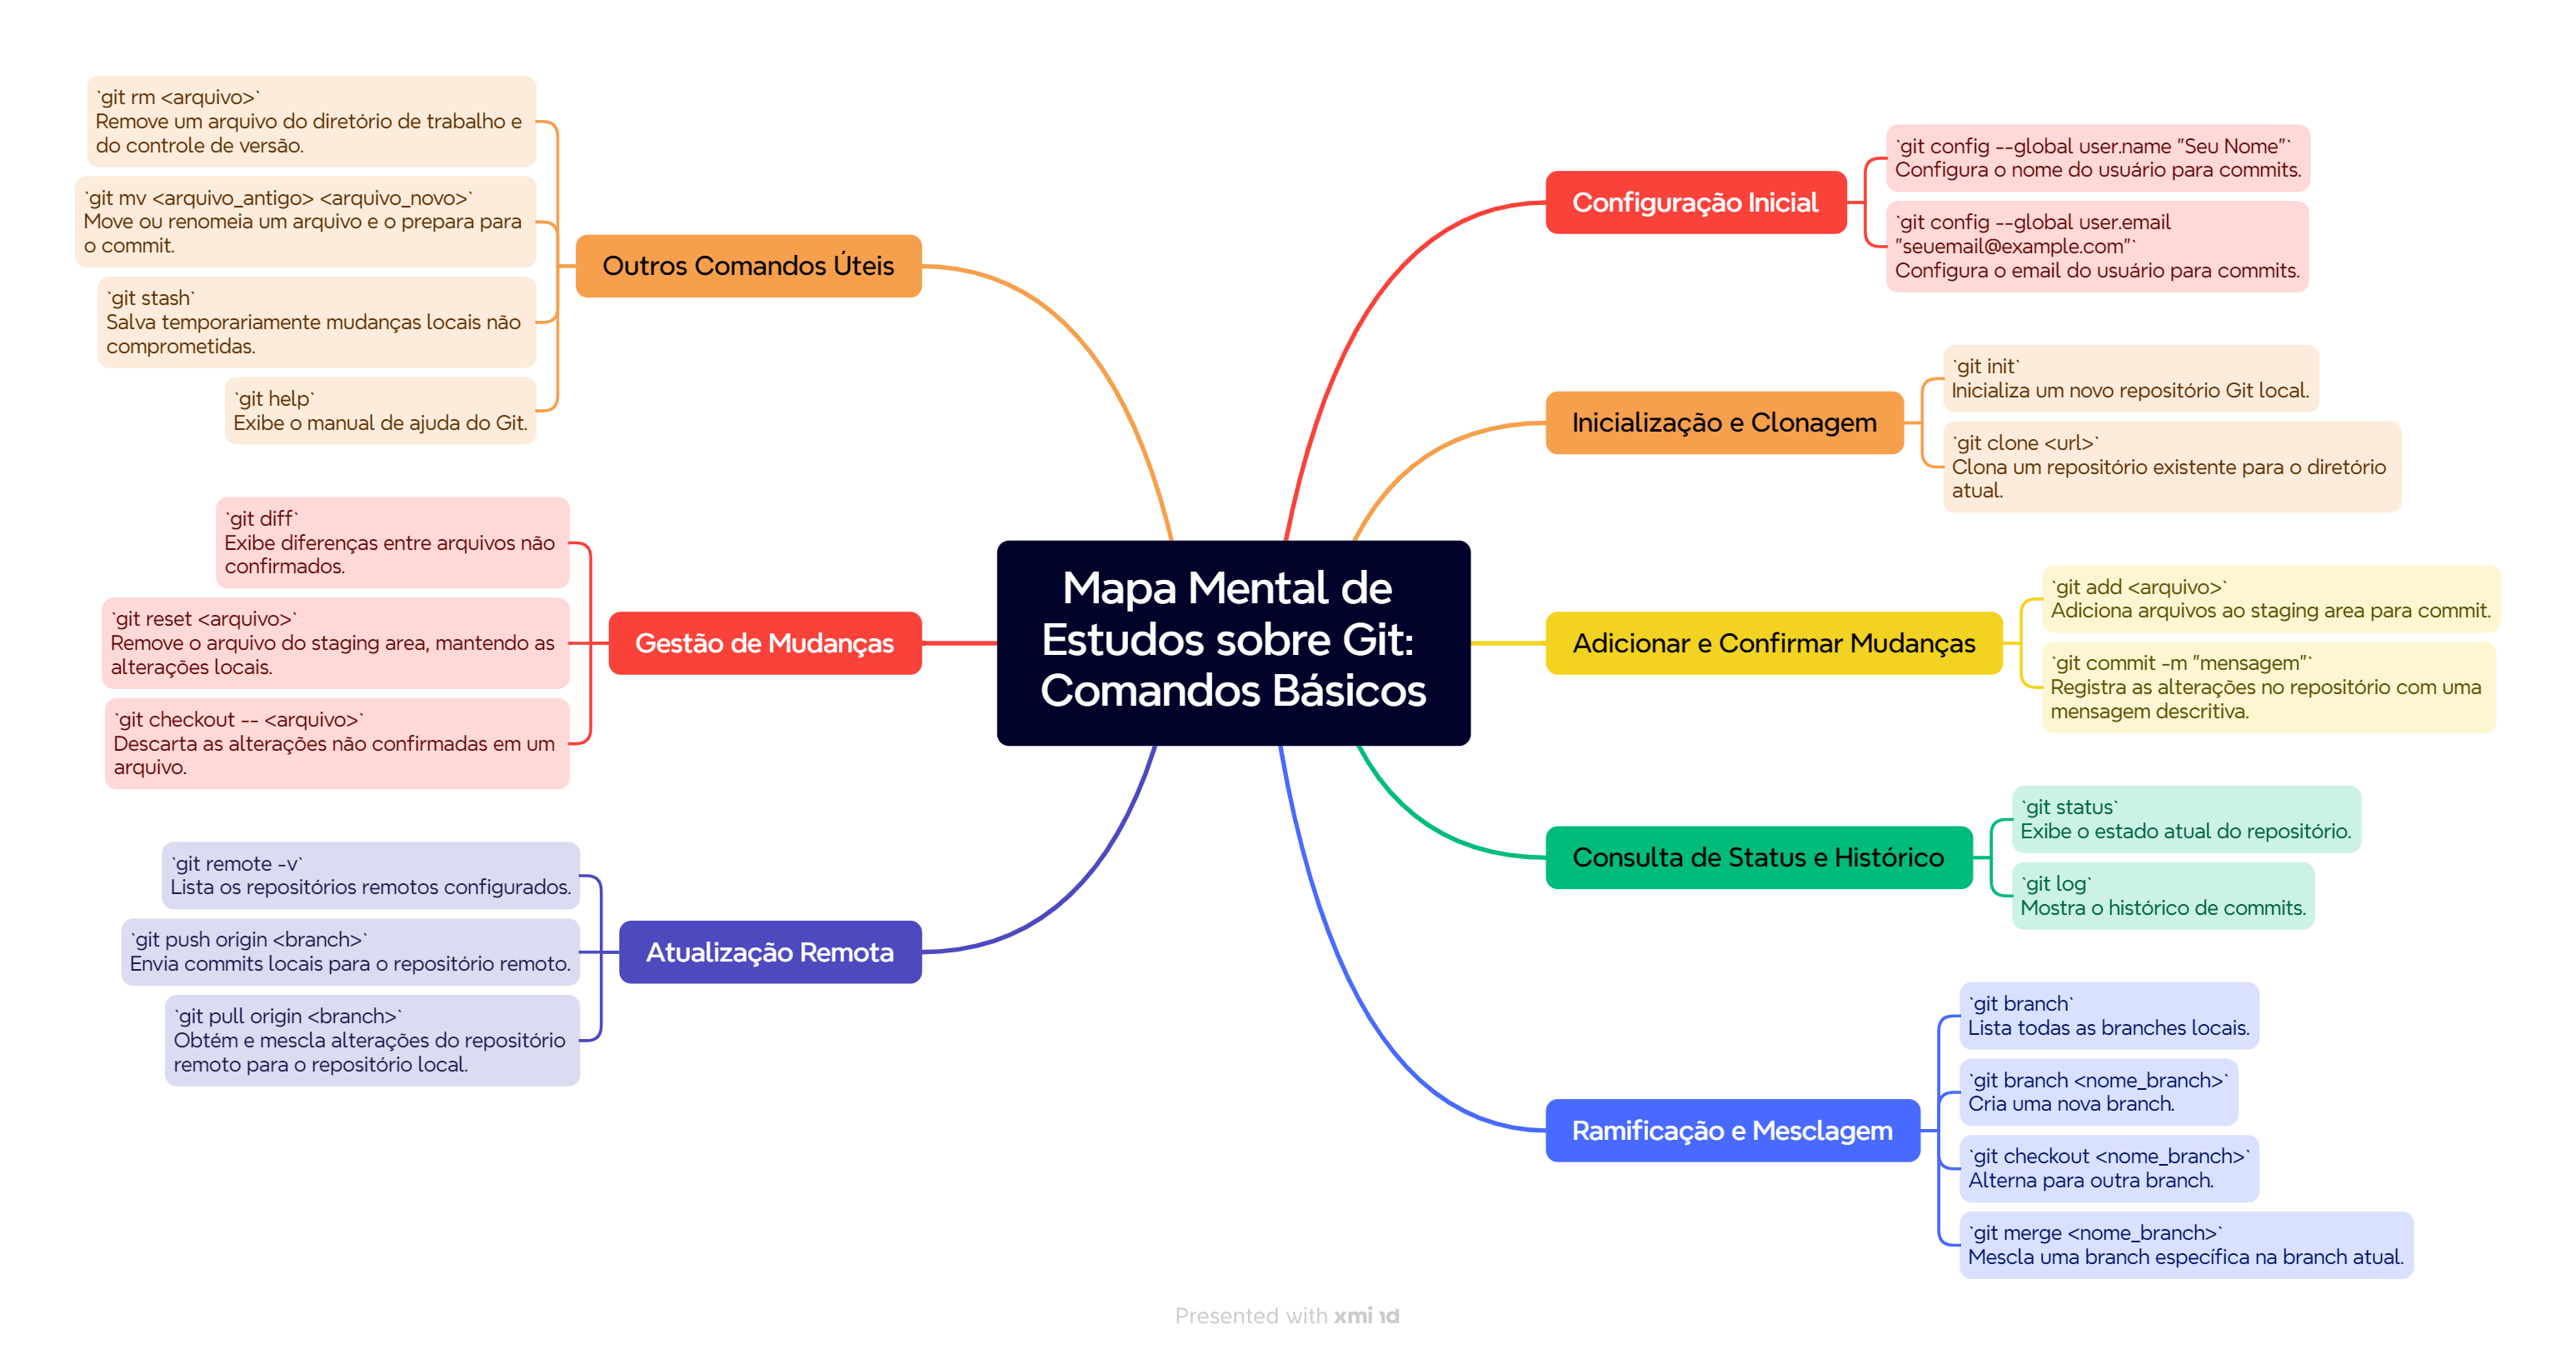 Mapa Mental de
Estudos sobre Git:
Comandos Básicos
Configuração Inicial
`git config --global user.name "Seu Nome"`
Configura o nome do usuário para commits.
`git config --global user.email
"seuemail@example.com"`
Configura o email do usuário para commits.
Inicialização e Clonagem
`git init`
Inicializa um novo repositório Git local.
`git clone <url>`
Clona um repositório existente para o diretório
atual.
Adicionar e Confirmar Mudanças
`git add <arquivo>`
Adiciona arquivos ao staging area para commit.
`git commit -m "mensagem"`
Registra as alterações no repositório com uma
mensagem descritiva.
Consulta de Status e Histórico
`git status`
Exibe o estado atual do repositório.
`git log`
Mostra o histórico de commits.
Ramificação e Mesclagem
`git branch`
Lista todas as branches locais.
`git branch <nome_branch>`
Cria uma nova branch.
`git checkout <nome_branch>`
Alterna para outra branch.
`git merge <nome_branch>`
Mescla uma branch específica na branch atual.
Outros Comandos Úteis
`git rm <arquivo>`
Remove um arquivo do diretório de trabalho e
do controle de versão.
`git mv <arquivo_antigo> <arquivo_novo>`
Move ou renomeia um arquivo e o prepara para
o commit.
`git stash`
Salva temporariamente mudanças locais não
comprometidas.
`git help`
Exibe o manual de ajuda do Git.
Gestão de Mudanças
`git diff`
Exibe diferenças entre arquivos não
confirmados.
`git reset <arquivo>`
Remove o arquivo do staging area, mantendo as
alterações locais.
`git checkout -- <arquivo>`
Descarta as alterações não confirmadas em um
arquivo.
Atualização Remota
`git remote -v`
Lista os repositórios remotos configurados.
`git push origin <branch>`
Envia commits locais para o repositório remoto.
`git pull origin <branch>`
Obtém e mescla alterações do repositório
remoto para o repositório local.
Presented with xmind